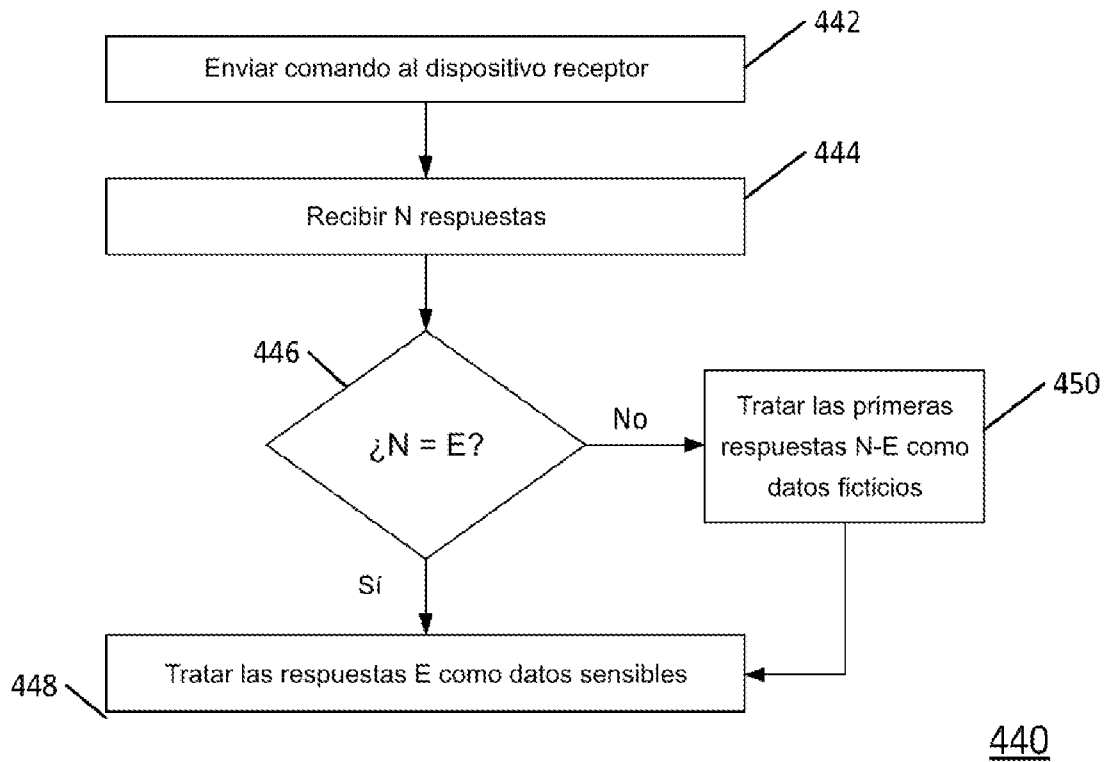 442
Enviar comando al dispositivo receptor
444
Recibir N respuestas
446
¿N = E?
No
450
Tratar las primeras
respuestas N-E como
datos fictícios
Sí
Tratar las respuestas E como datos sensibles
448
440